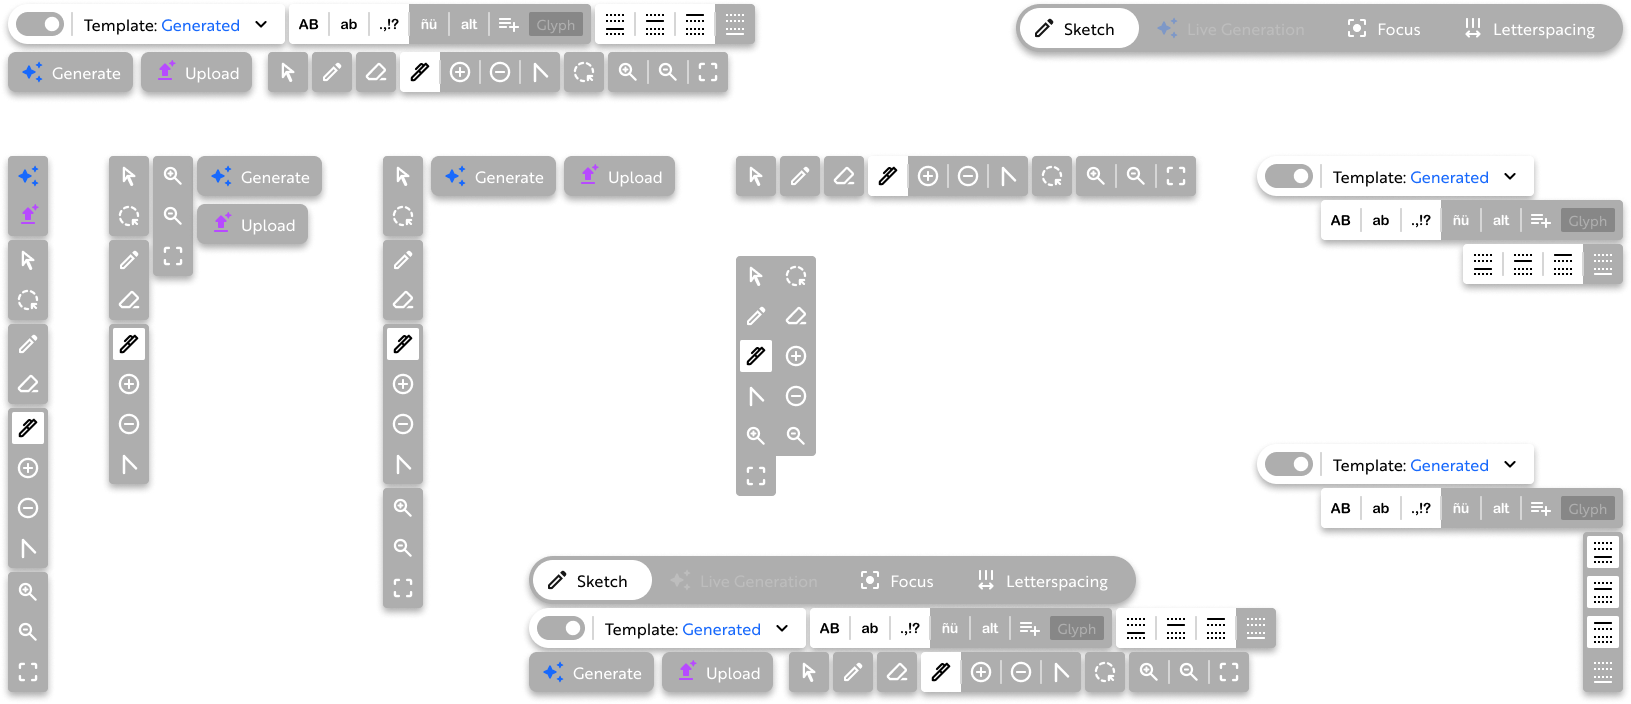 Template: Generated AB ab .,!? ñü alt Glyph
Sketch Live Generation Focus Letterspacing
Generate Upload
Generate
Upload
Generate Upload
Template: Generated
AB ab .,!? ñü alt Glyph
Template: Generated
AB ab .,!? ñü alt Glyph
Sketch Live Generation Focus Letterspacing
Template: Generated AB ab .,!? ñü alt Glyph
Generate Upload